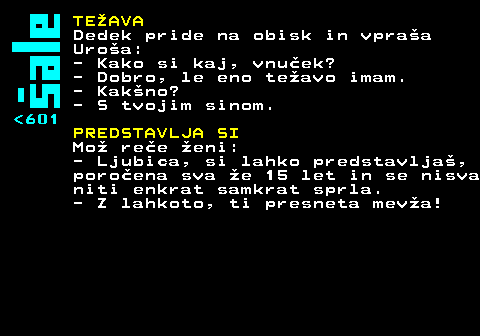 Šale
<601
TEŽAVA
Dedek pride na obisk in vpraša
Uroša:
- Kako si kaj, vnuček?
- Dobro, le eno težavo imam.
- Kakšno?
- S tvojim sinom.
PREDSTAVLJA SI
Mož reče ženi:
- Ljubica, si lahko predstavljaš,
poročena sva že 15 let in se nisva
niti enkrat samkrat sprla.
- Z lahkoto, ti presneta mevža!